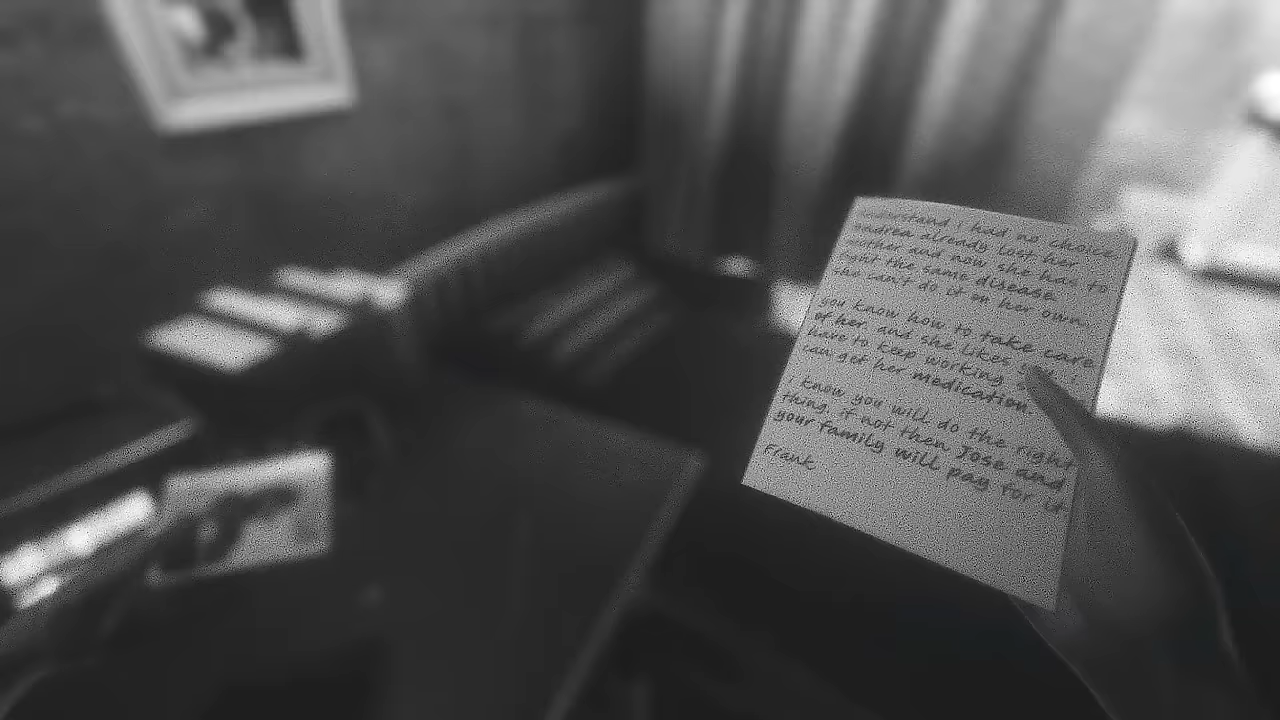 understand I had no choice
andrea already lost her
mother and now she has to
fight the same disease
she can't do it on her own.
you know how to take care
of her, and she likes
have to keep working so I
can get her medication.
I know you will do the right
thing, if not then Jose and
your family will pay for it
Frank